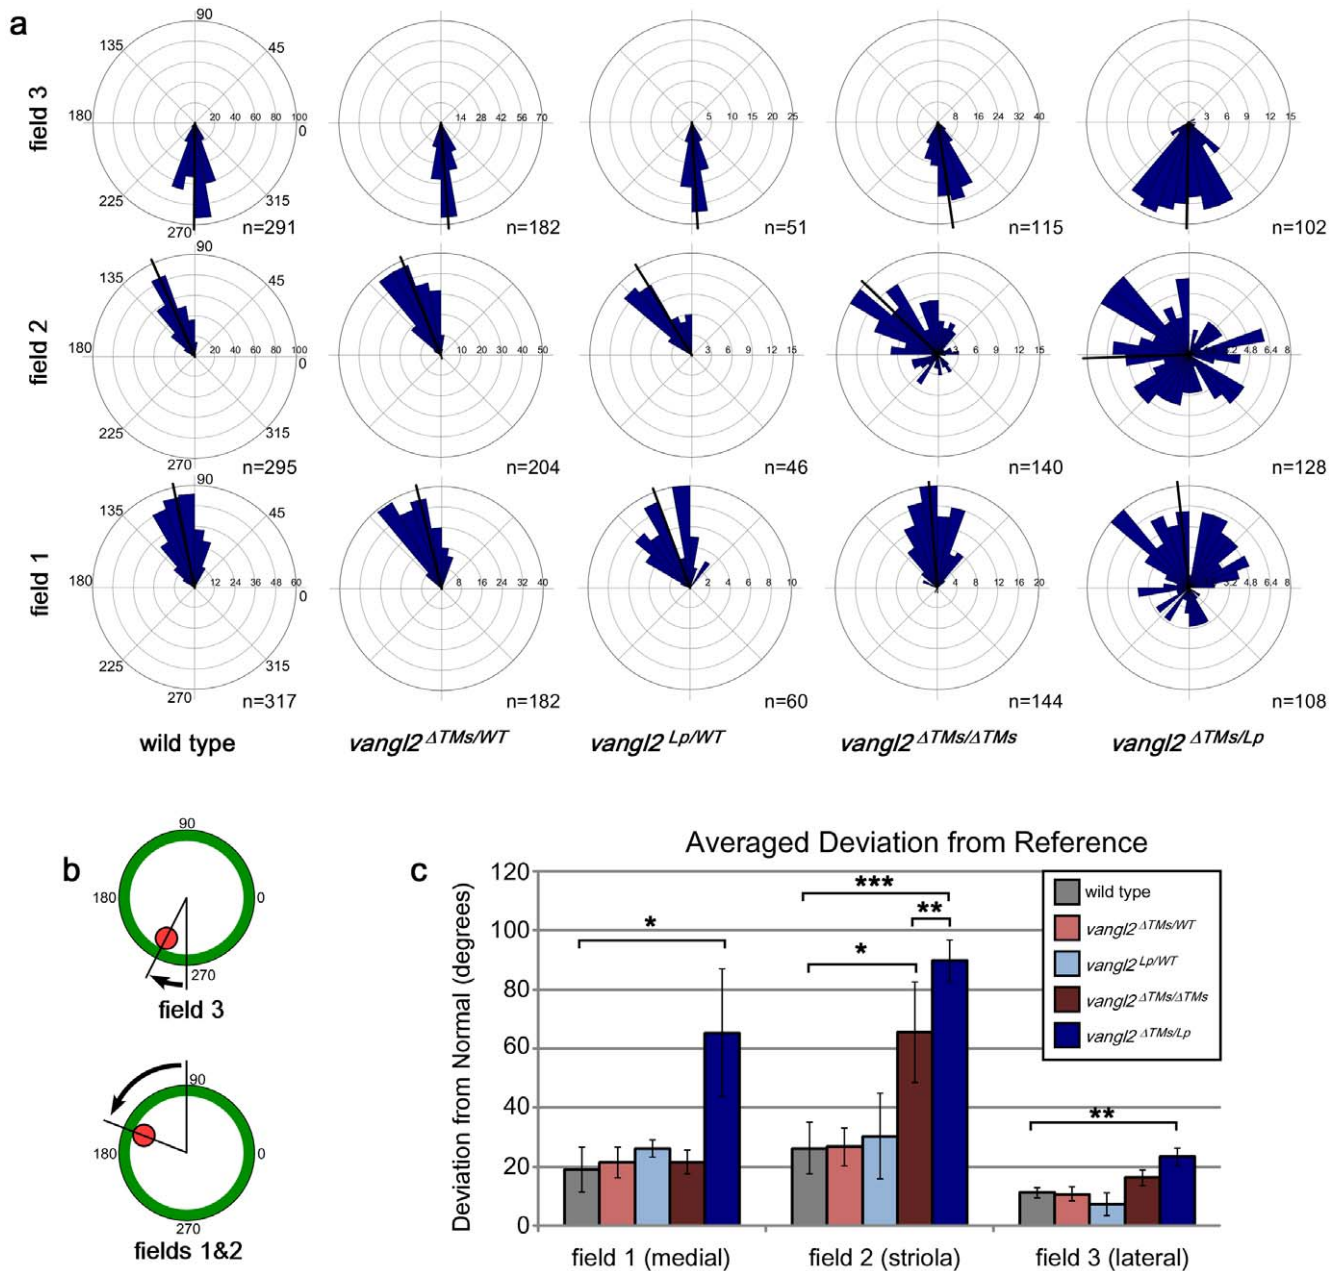 a
field 3
90
135
45
180
20 40 60 80 100
0
225
315
270
n=291
14 28 42 56 70
n=182
5 10 15 20 25
n=51
8 16 24 32 40
n=115
3 6 9 12 15
n=102
field 2
90
135
45
180
20 40 60 80 100
0
225
315
270
n=295
10 20 30 40 50
n=204
3 6 9 12 15
n=46
3 6 9 12 15
n=140
3.2 4.8 6.4 8
n=128
field 1
90
135
45
180
12 24 36 48 60
0
225
315
270
n=317
8 16 24 32 40
n=182
2 4 6 8 10
n=60
4 8 12 16 20
n=144
3.2 4.8 6.4 8
n=108
wild type
vangl2 ΔTMs/WT
vangl2 Lp/WT
vangl2 ΔTMs/ΔTMs
vangl2 ΔTMs/Lp
b
90
180
0
270
field 3
90
180
0
270
fields 1&2
c
Averaged Deviation from Reference
Deviation from Normal (degrees)
120
100
80
60
40
20
0
*
***
**
*
**
wild type
vangl2 ΔTMs/WT
vangl2 Lp/WT
vangl2 ΔTMs/ΔTMs
vangl2 ΔTMs/Lp
field 1 (medial)
field 2 (striola)
field 3 (lateral)